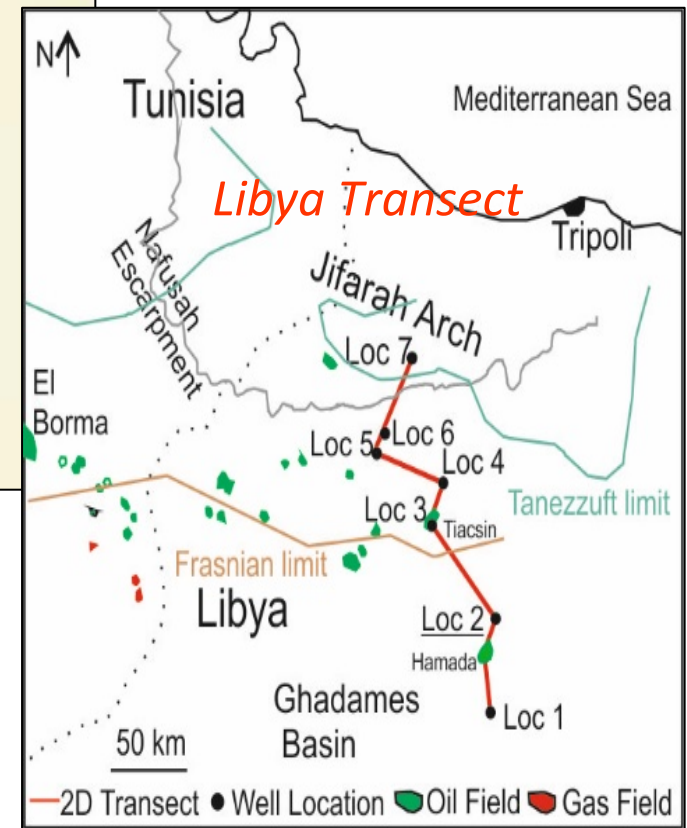 N
Tunisia
Mediterranean Sea
Libya Transect
Tripoli
Nafusah
Escarpment
Jifarah Arch
Loc 7
El
Borma
Loc 6
Loc 5
Loc 4
Loc 3
Tiacsin
Tanezzuft limit
Frasnian limit
Libya
Loc 2
Hamada
Ghadames
Basin
Loc 1
50 km
2D Transect Well Location Oil Field Gas Field